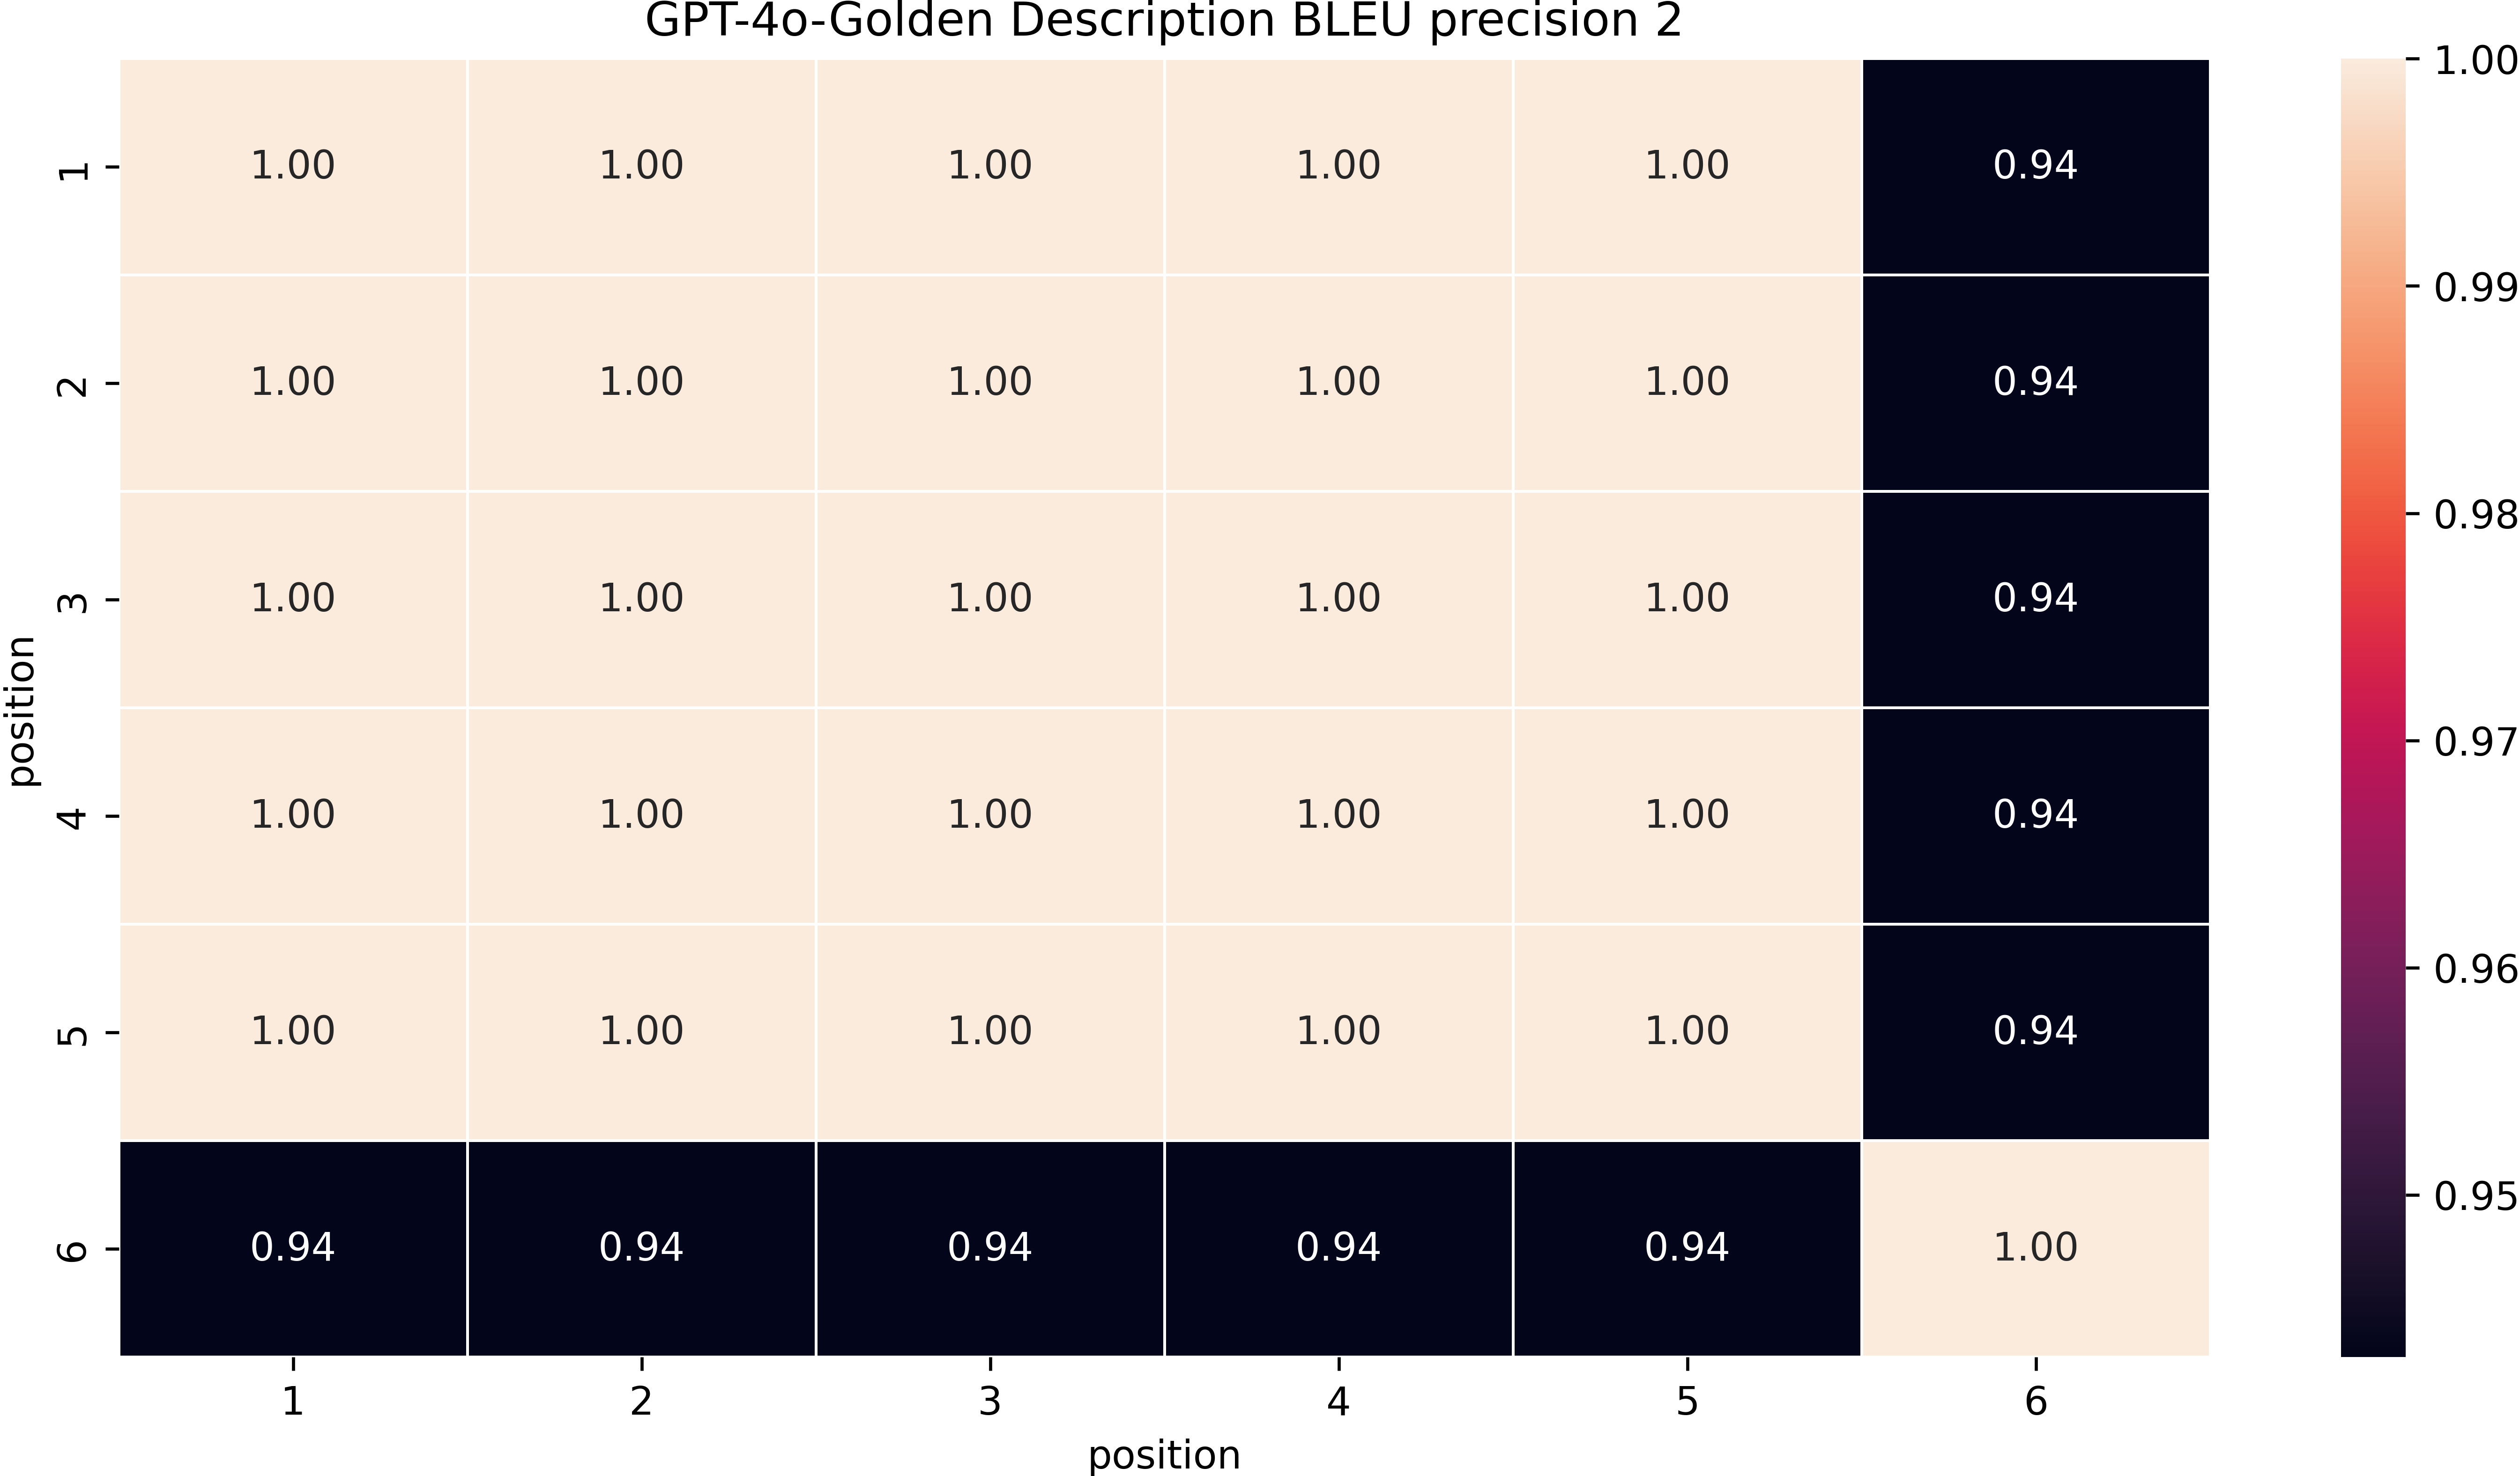 GPT-4o-Golden Description BLEU precision 2
1.00
1 1.00 1.00 1.00 1.00 1.00 0.94
0.99
2 1.00 1.00 1.00 1.00 1.00 0.94
0.98
3 1.00 1.00 1.00 1.00 1.00 0.94
position
0.97
4 1.00 1.00 1.00 1.00 1.00 0.94
0.96
5 1.00 1.00 1.00 1.00 1.00 0.94
0.95
6 0.94 0.94 0.94 0.94 0.94 1.00
1 2 3 4 5 6
position